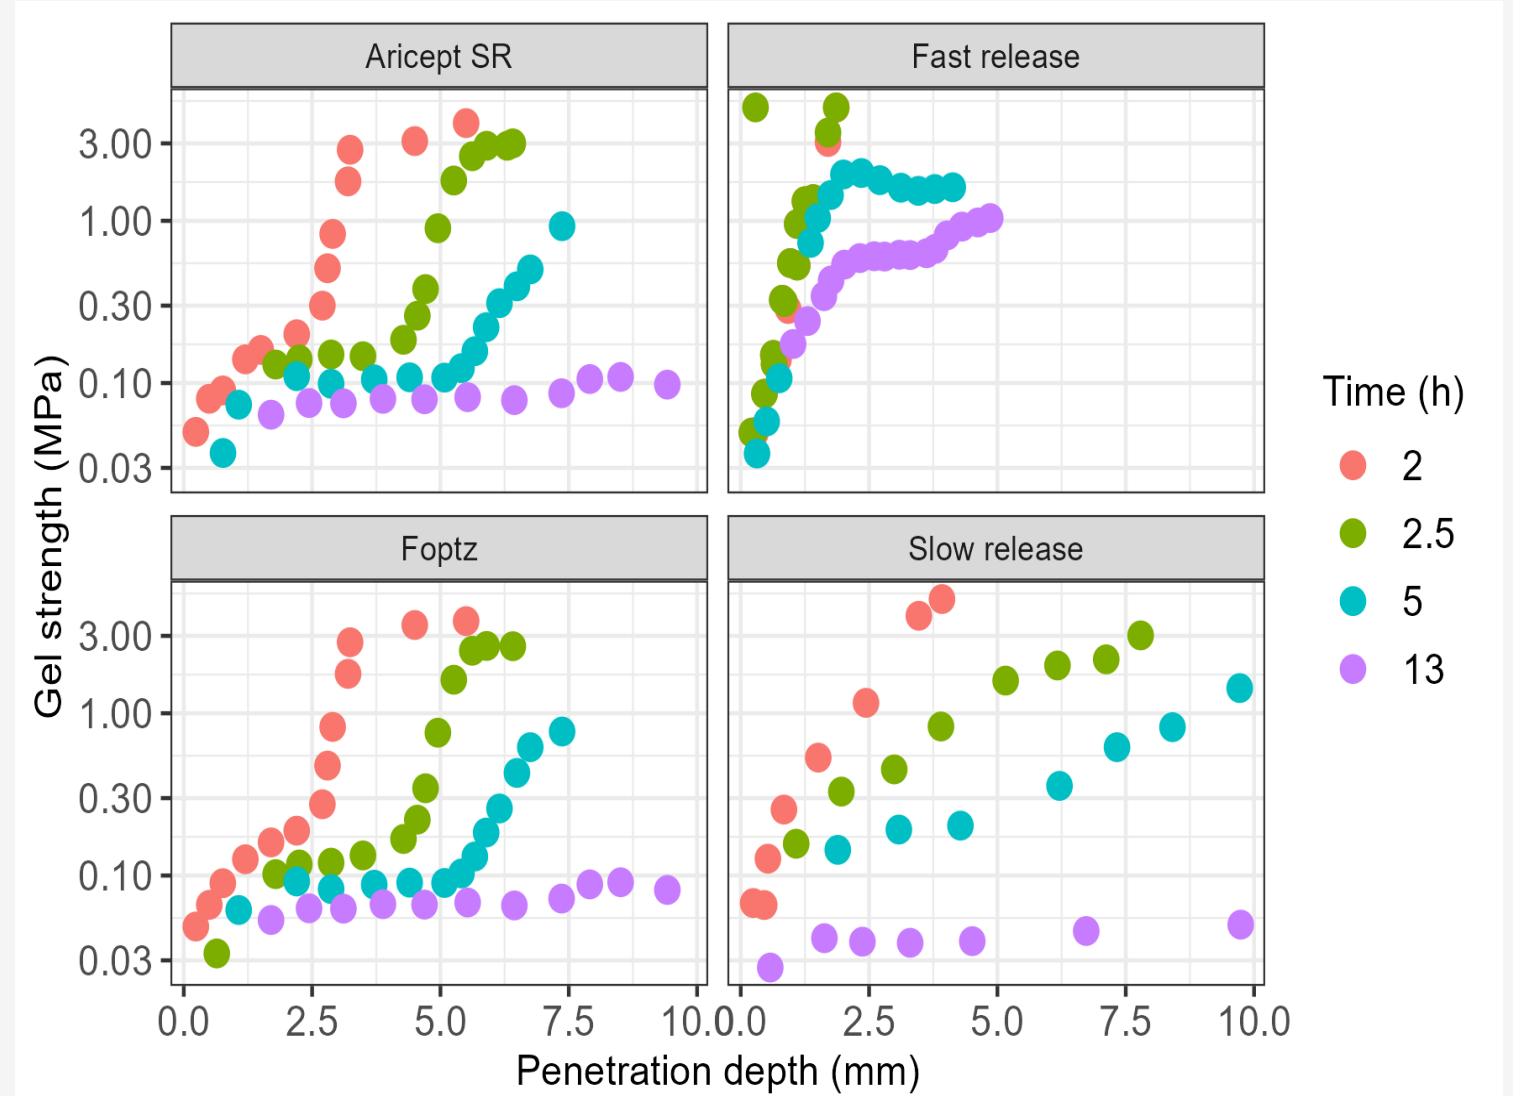 Aricept SR
Fast release
3.00
1.00
0.30
0.10
0.03
Foptz
Slow release
3.00
1.00
0.30
0.10
0.03
0.0 2.5 5.0 7.5 10.0 0.0 2.5 5.0 7.5 10.0
Penetration depth (mm)
Gel strength (MPa)
Time (h)
2
2.5
5
13